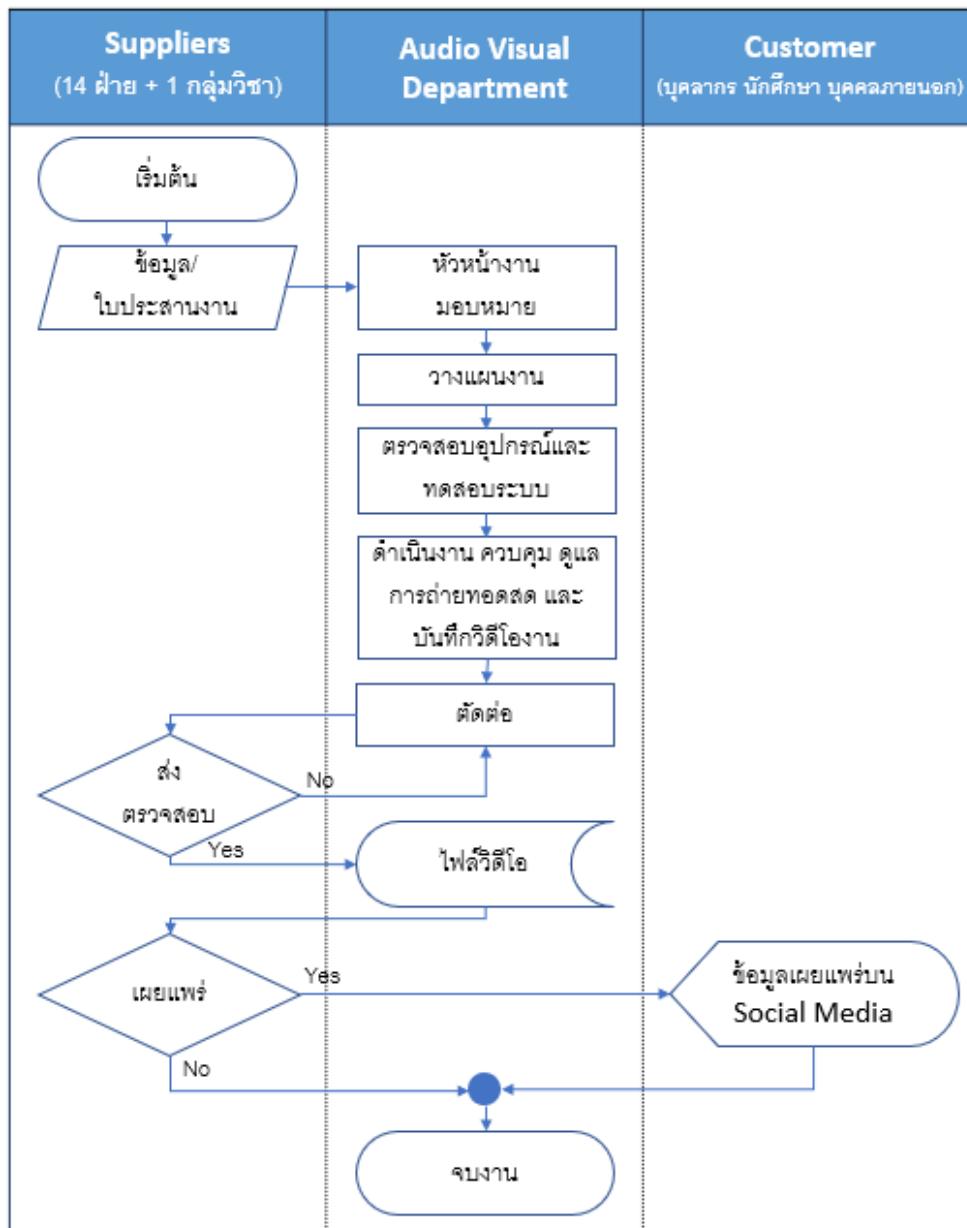 Suppliers
(14 ฝ่าย + 1 กลุ่มวิชา)
Audio Visual
Department
Customer
(บุคลากร นักศึกษา บุคคลภายนอก)
เริ่มต้น
ข้อมูล/
ใบประสานงาน
หัวหน้างาน
มอบหมาย
วางแผนงาน
ตรวจสอบอุปกรณ์และ
ทดสอบระบบ
ดำเนินงาน ควบคุม ดูแล
การถ่ายทอดสด และ
บันทึกวิดีโองาน
ตัดต่อ
ส่ง
ตรวจสอบ
No
Yes
ไฟล์วิดีโอ
เผยแพร่
Yes
ข้อมูลเผยแพร่บน
Social Media
No
จบงาน